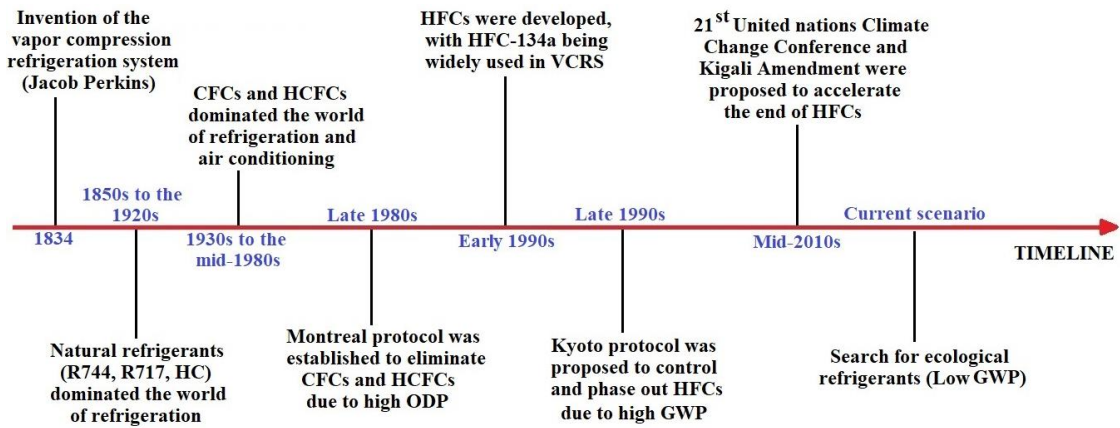 Invention of the
vapor compression
refrigeration system
(Jacob Perkins)
1834
1850s to the
1920s
Natural refrigerants
(R744, R717, HC)
dominated the world
of refrigeration
CFCs and HCFCs
dominated the world
of refrigeration and
air conditioning
1930s to the
mid-1980s
Late 1980s
Montreal protocol was
established to eliminate
CFCs and HCFCs
due to high ODP
HFCs were developed,
with HFC-134a being
widely used in VCRS
Early 1990s
Late 1990s
Kyoto protocol was
proposed to control
and phase out HFCs
due to high GWP
21st United nations Climate
Change Conference and
Kigali Amendment were
proposed to accelerate
the end of HFCs
Mid-2010s
Current scenario
Search for ecological
refrigerants (Low GWP)
TIMELINE